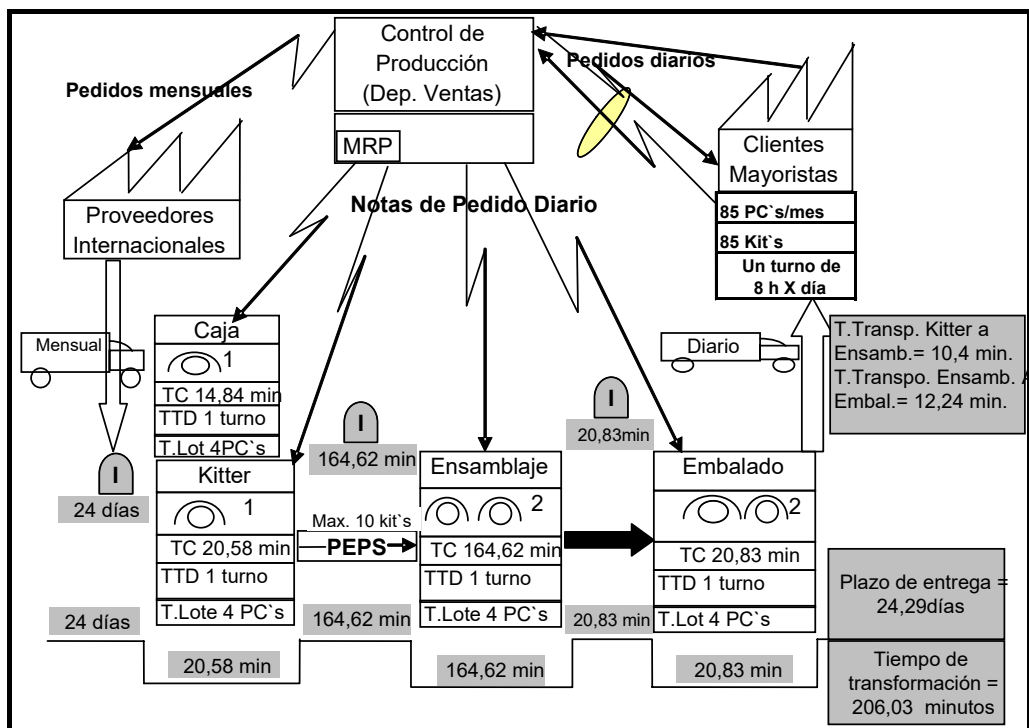 Control de
Producción
(Dep. Ventas)
MRP
Pedidos mensuales
Pedidos diarios
Notas de Pedido Diario
Proveedores
Internacionales
Clientes
Mayoristas
85 PC`s/mes
85 Kit`s
Un turno de
8 h X día
Mensual
Diario
T.Transp. Kitter a
Ensamb.= 10,4 min.
T.Transpo. Ensamb. A
Embal.= 12,24 min.
Caja
1
TC 14,84 min
TTD 1 turno
T.Lot 4PC`s
I
24 días
Kitter
1
TC 20,58 min
TTD 1 turno
T.Lote 4 PC`s
I
164,62 min
Max. 10 kit`s
PEPS
Ensamblaje
2
TC 164,62 min
TTD 1 turno
T.Lote 4 PC`s
I
20,83min
Embalado
2
TC 20,83 min
TTD 1 turno
T.Lot 4 PC`s
24 días
164,62 min
20,83 min
20,58 min
164,62 min
20,83 min
Plazo de entrega =
24,29días
Tiempo de
transformación =
206,03 minutos